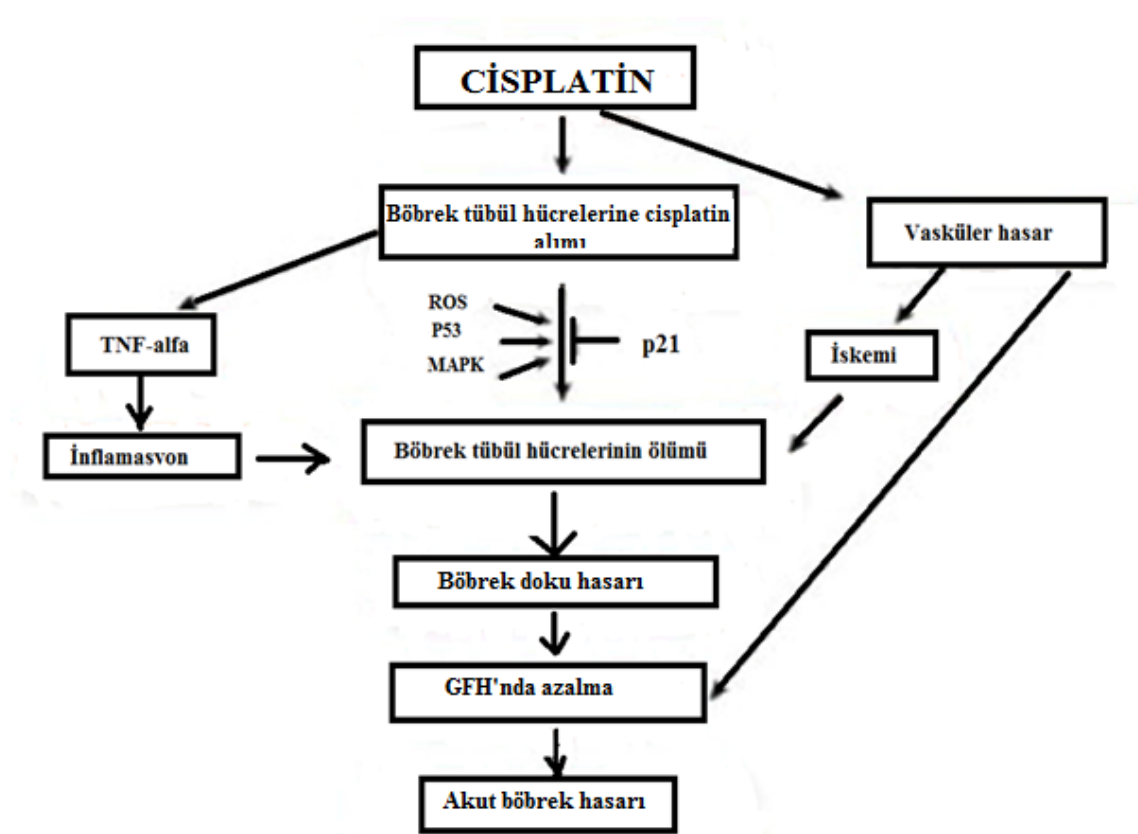 CİSPLATİN
Böbrek tübül hücrelerine cisplatin
alımı
Vasküler hasar
TNF-alfa
ROS
P53
MAPK
p21
İskemi
İnflamasvon
Böbrek tübül hücrelerinin ölümü
Böbrek doku hasarı
GFH'nda azalma
Akut böbrek hasarı